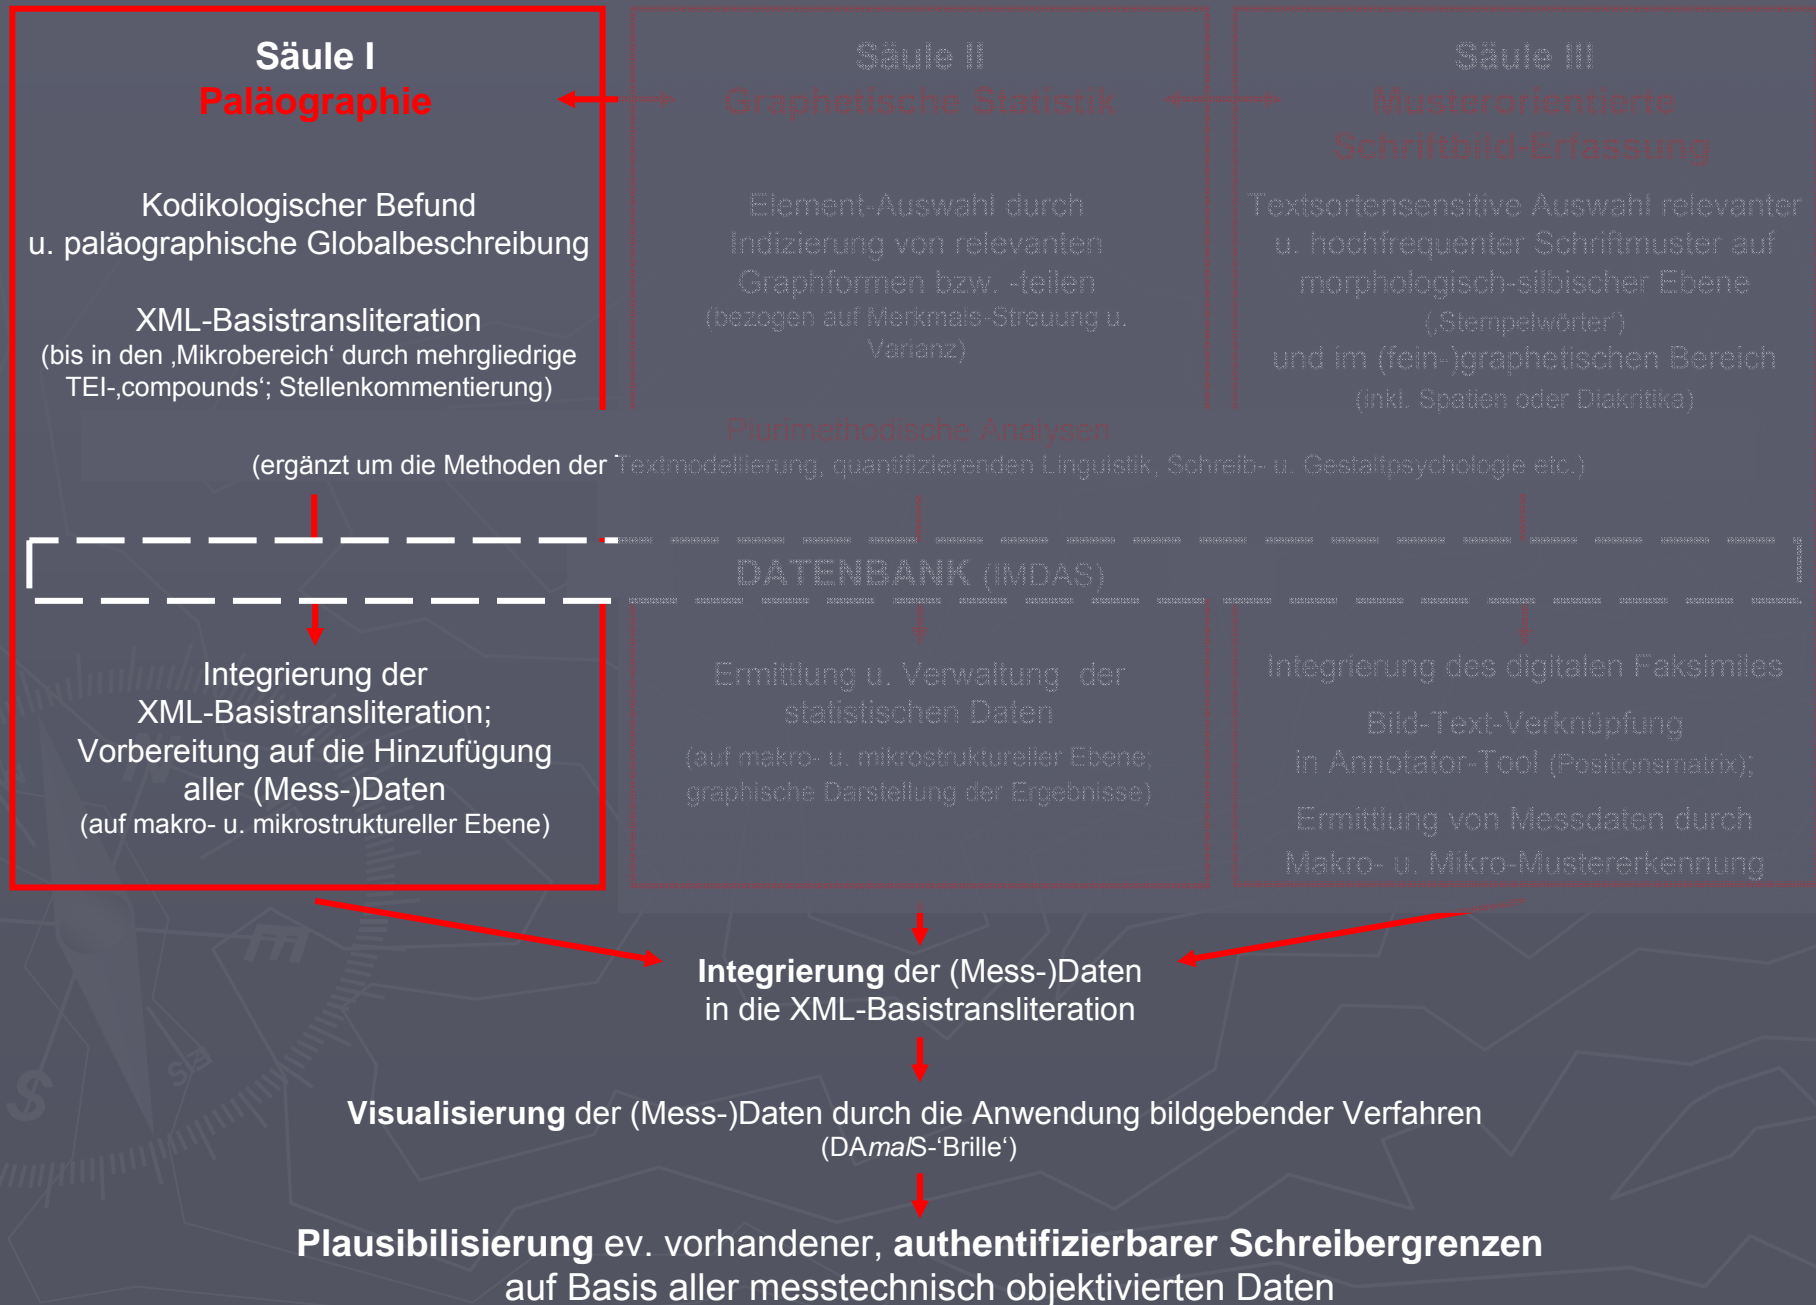 Säule I
Paläographie
Kodikologischer Befund
u. paläographische Globalbeschreibung
XML-Basistransliteration
(bis in den ‚Mikrobereich‘ durch mehrgliedrige
TEI-‚compounds‘; Stellenkommentierung)
Säule II
Graphetische Statistik
Element-Auswahl durch
Indizierung von relevanten
Graphformen bzw. -teilen
(bezogen auf Merkmals-Streuung u.
Varianz)
Säule III
Musterorientierte
Schriftbild-Erfassung
Textsortensensitive Auswahl relevanter
u. hochfrequenter Schriftmuster auf
morphologisch-silbischer Ebene
(‚Stempelwörter‘)
und im (fein-)graphetischen Bereich
(inkl. Spatien oder Diakritika)
Plurimethodische Analysen
(ergänzt um die Methoden der Textmodellierung, quantifizierenden Linguistik, Schreib- u. Gestaltpsychologie etc.)
DATENBANK (IMDAS)
Integrierung der
XML-Basistransliteration;
Vorbereitung auf die Hinzufügung
aller (Mess-)Daten
(auf makro- u. mikrostruktureller Ebene)
Ermittlung u. Verwaltung der
statistischen Daten
(auf makro- u. mikrostruktureller Ebene;
graphische Darstellung der Ergebnisse)
Integrierung des digitalen Faksimiles
Bild-Text-Verknüpfung
in Annotator-Tool (Positionsmatrix);
Ermittlung von Messdaten durch
Makro- u. Mikro-Mustererkennung
Integrierung der (Mess-)Daten
in die XML-Basistransliteration
Visualisierung der (Mess-)Daten durch die Anwendung bildgebender Verfahren
(DAmalS-‘Brille‘)
Plausibilisierung ev. vorhandener, authentifizierbarer Schreibergrenzen
auf Basis aller messtechnisch objektivierten Daten
N
E
SE
S